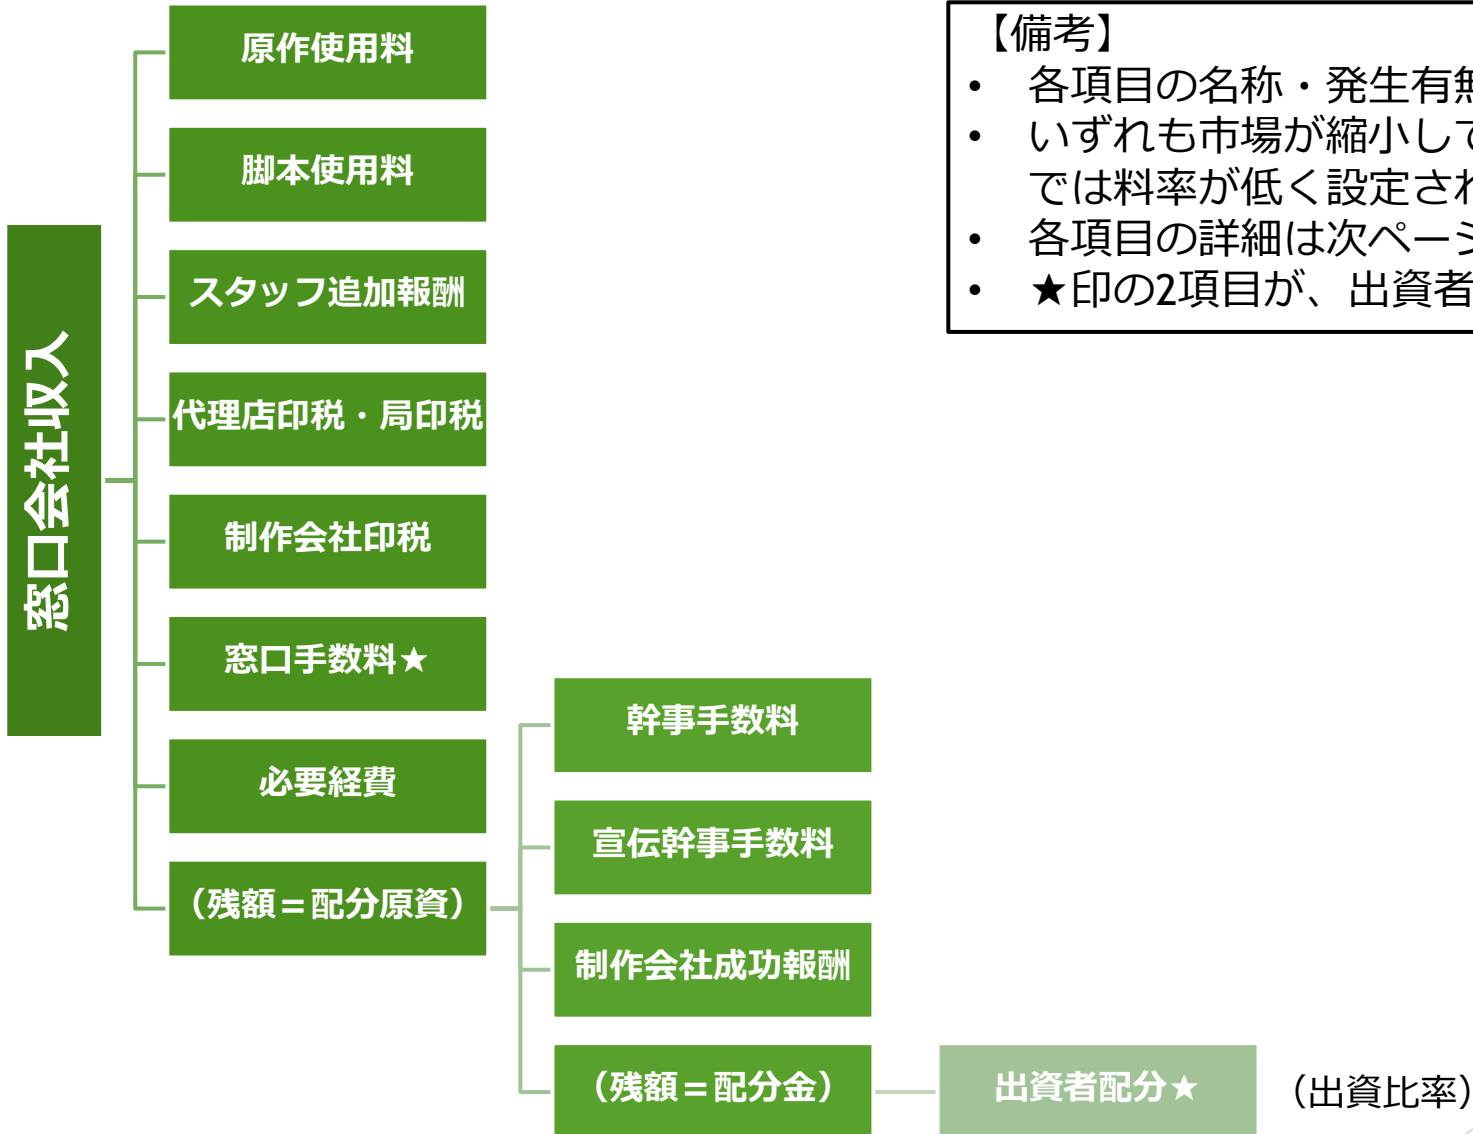 窓口会社収入
原作使用料
脚本使用料
スタッフ追加報酬
代理店印税・局印税
制作会社印税
窓口手数料★
必要経費
（残額＝配分原資）
幹事手数料
宣伝幹事手数料
制作会社成功報酬
（残額＝配分金）
出資者配分★
（出資比率）
【備考】
• 各項目の名称・発生有無
• いずれも市場が縮小して
では料率が低く設定され
• 各項目の詳細は次ページ
• ★印の2項目が、出資者